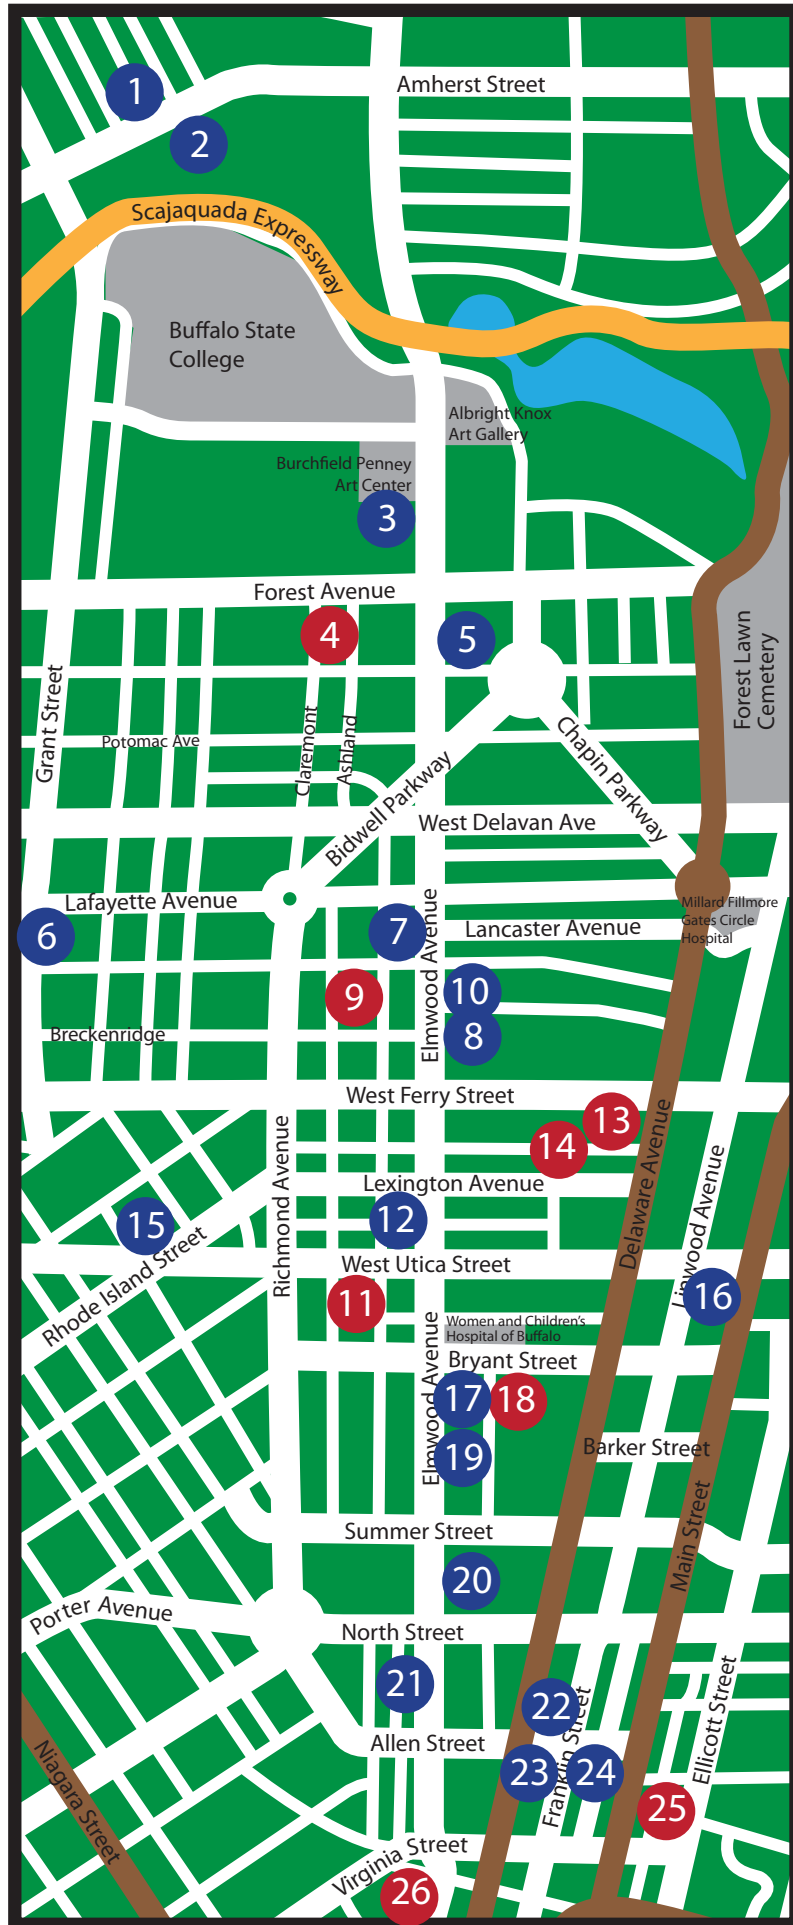 Amherst Street
1
2
Scajaquada Expressway
Buffalo State
College
Albright Knox
Art Gallery
Burchfield Penney
Art Center
3
Forest Avenue
4
5
Forest Lawn
Cemetery
Grant Street
Potomac Ave
Claremont
Ashland
Chapin Parkway
Bidwell Parkway
West Delavan Ave
Lafayette Avenue
Millard Fillmore
Gates Circle
Hospital
6
7
Elmwood Avenue
Lancaster Avenue
9
10
8
Breckenridge
West Ferry Street
13
14
Delaware Avenue
Richmond Avenue
Linwood Avenue
Lexington Avenue
15
12
Rhode Island Street
West Utica Street
11
16
Women and Children's
Hospital of Buffalo
Elmwood Avenue
Bryant Street
17
18
19
Barker Street
Main Street
Summer Street
20
Porter Avenue
North Street
21
22
Franklin Street
Ellicott Street
Allen Street
Niagara Street
23
24
25
Virginia Street
26